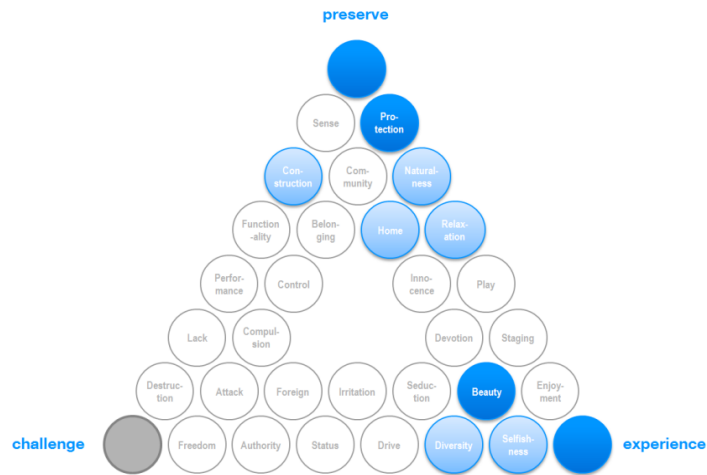 preserve
Sense
Pro-
tection
Con-
struction
Com-
munity
Natural-
ness
Function
-ality
Belon-
ging
Home
Relax-
ation
Perfor-
mance
Control
Inno-
cence
Play
Lack
Compul-
sion
Devotion
Staging
Destruc-
tion
Attack
Foreign
Irritation
Seduc-
tion
Beauty
Enjoy-
ment
challenge
Freedom
Authority
Status
Drive
Diversity
Selfish-
ness
experience